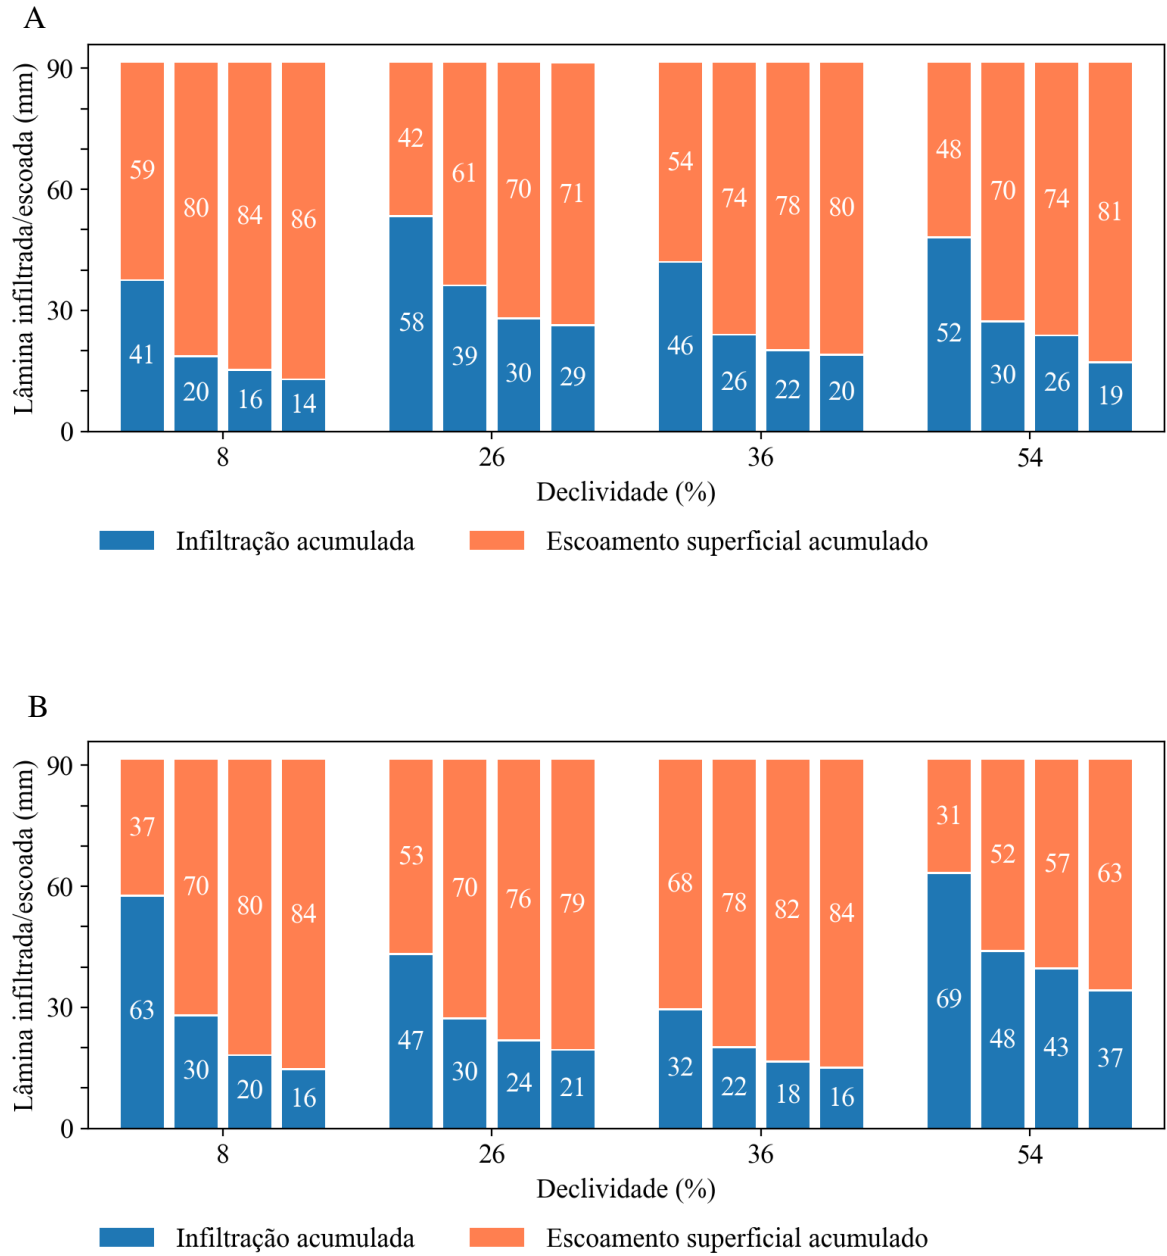 A
Lâmina infiltrada/escoada (mm)
90
60
30
0
59 80 84 86 42 61 70 71 54 74 78 80 48 70 74 81
41 20 16 14 58 39 30 29 46 26 22 20 52 30 26 19
8 26 36 54
Declividade (%)
Infiltração acumulada Escoamento superficial acumulado
B
Lâmina infiltrada/escoada (mm)
90
60
30
0
37 70 80 84 53 70 76 79 68 78 82 84 31 52 57 63
63 30 20 16 47 30 24 21 32 22 18 16 69 48 43 37
8 26 36 54
Declividade (%)
Infiltração acumulada Escoamento superficial acumulado